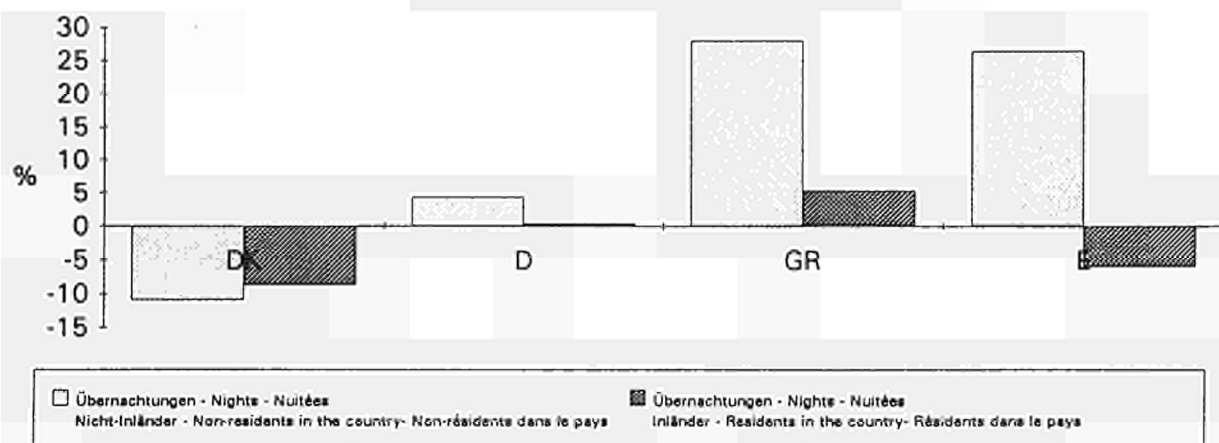 30
25
20
15
10
%
5
0
-5
-10
-15
DK
D
GR
E
Übernachtungen - Nights - Nuitées
Nicht-Inländer - Non-residents in the country- Non-résidents dans le pays
Übernachtungen - Nights - Nuitées
Inländer - Residents in the country- Résidents dans le pays